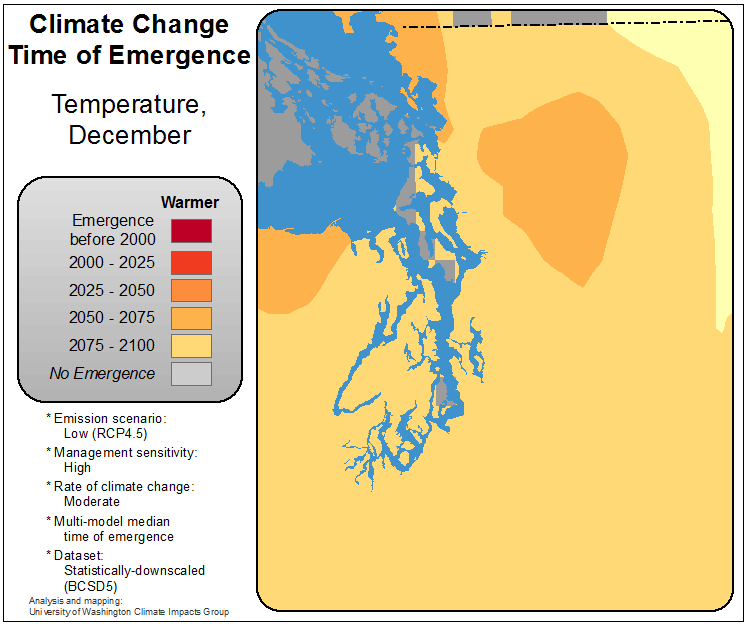 Climate Change
Time of Emergence
Temperature,
December
Warmer
Emergence
before 2000
2000 - 2025
2025 - 2050
2050 - 2075
2075 - 2100
No Emergence
* Emission scenario:
Low (RCP4.5)
* Management sensitivity:
High
* Rate of climate change:
Moderate
* Multi-model median
time of emergence
* Dataset:
Statistically-downscaled
(BCSD5)
Analysis and mapping:
University of Washington Climate Impacts Group